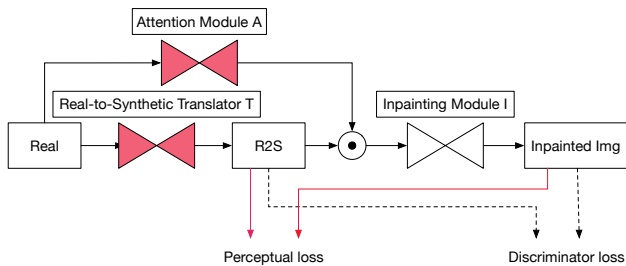 Attention Module A
Real-to-Synthetic Translator T
Inpainting Module I
Real
R2S
Inpainted Img
Perceptual loss
Discriminator loss